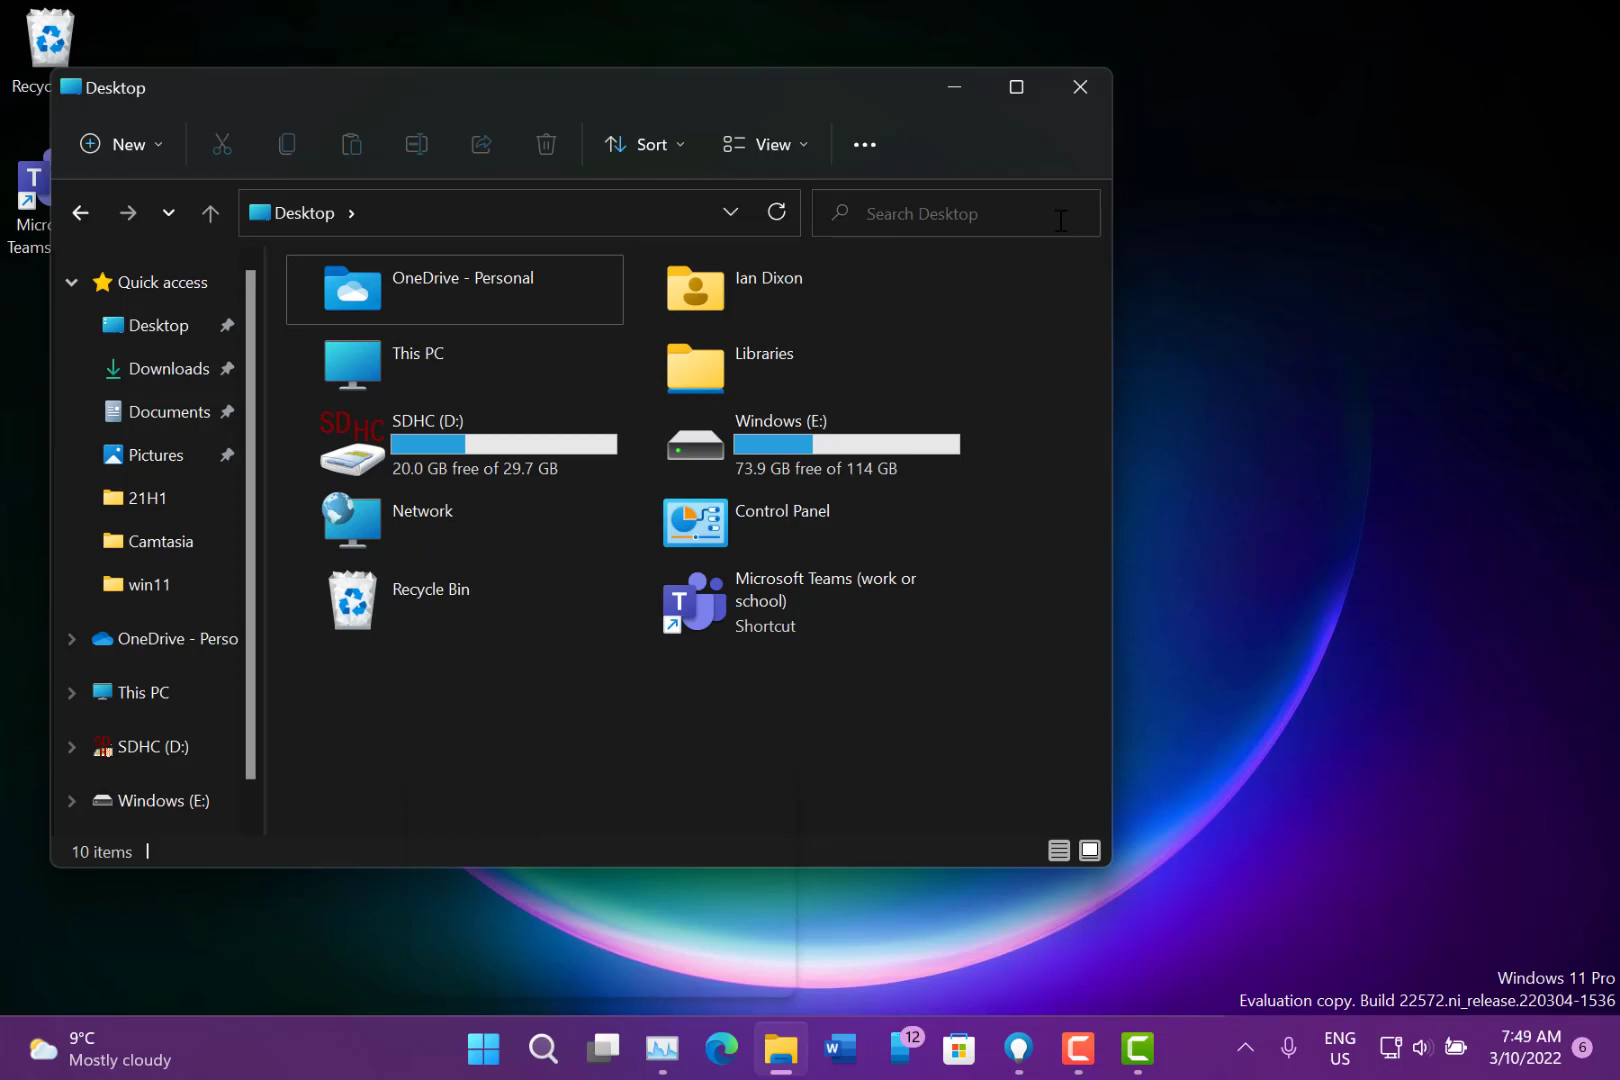 Recyc
Micro
Teams
Desktop
New
Sort
View
Desktop
Search Desktop
Quick access
Desktop
Downloads
Documents
Pictures
21H1
Camtasia
win11
OneDrive - Perso
This PC
SDHC (D:)
Windows (E:)
OneDrive - Personal
Ian Dixon
This PC
Libraries
SDHC
SDHC (D:)
20.0 GB free of 29.7 GB
Windows (E:)
73.9 GB free of 114 GB
Network
Control Panel
Recycle Bin
T
Microsoft Teams (work or
school)
Shortcut
10 items
Windows 11 Pro
Evaluation copy. Build 22572.ni_release.220304-1536
9°C
Mostly cloudy
W
12
C
C
ENG
US
7:49 AM
3/10/2022
6